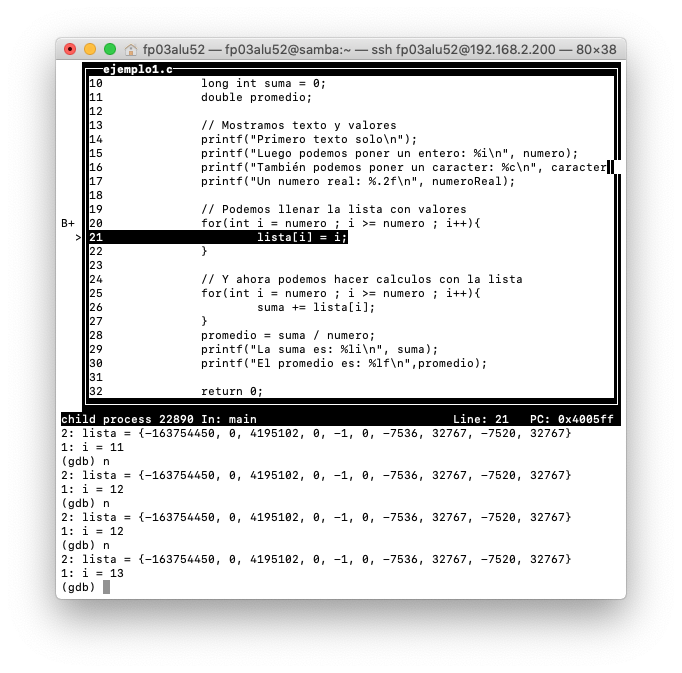 fp03alu52 — fp03alu52@samba:~ — ssh fp03alu52@192.168.2.200 — 80×38
ejemplo1.c
10 long int suma = 0;
11 double promedio;
12
13 // Mostramos texto y valores
14 printf("Primero texto solo\n");
15 printf("Luego podemos poner un entero: %i\n", numero);
16 printf("También podemos poner un caracter: %c\n", caracter
17 printf("Un numero real: %.2f\n", numeroReal);
18
19 // Podemos llenar la lista con valores
B+ 20 for(int i = numero ; i >= numero ; i++){
> 21 lista[i] = i;
22 }
23
24 // Y ahora podemos hacer calculos con la lista
25 for(int i = numero ; i >= numero ; i++){
26 suma += lista[i];
27 }
28 promedio = suma / numero;
29 printf("La suma es: %li\n", suma);
30 printf("El promedio es: %lf\n",promedio);
31
32 return 0;
child process 22890 In: main Line: 21 PC: 0x4005ff
2: lista = {-163754450, 0, 4195102, 0, -1, 0, -7536, 32767, -7520, 32767}
1: i = 11
(gdb) n
2: lista = {-163754450, 0, 4195102, 0, -1, 0, -7536, 32767, -7520, 32767}
1: i = 12
(gdb) n
2: lista = {-163754450, 0, 4195102, 0, -1, 0, -7536, 32767, -7520, 32767}
1: i = 12
(gdb) n
2: lista = {-163754450, 0, 4195102, 0, -1, 0, -7536, 32767, -7520, 32767}
1: i = 13
(gdb)